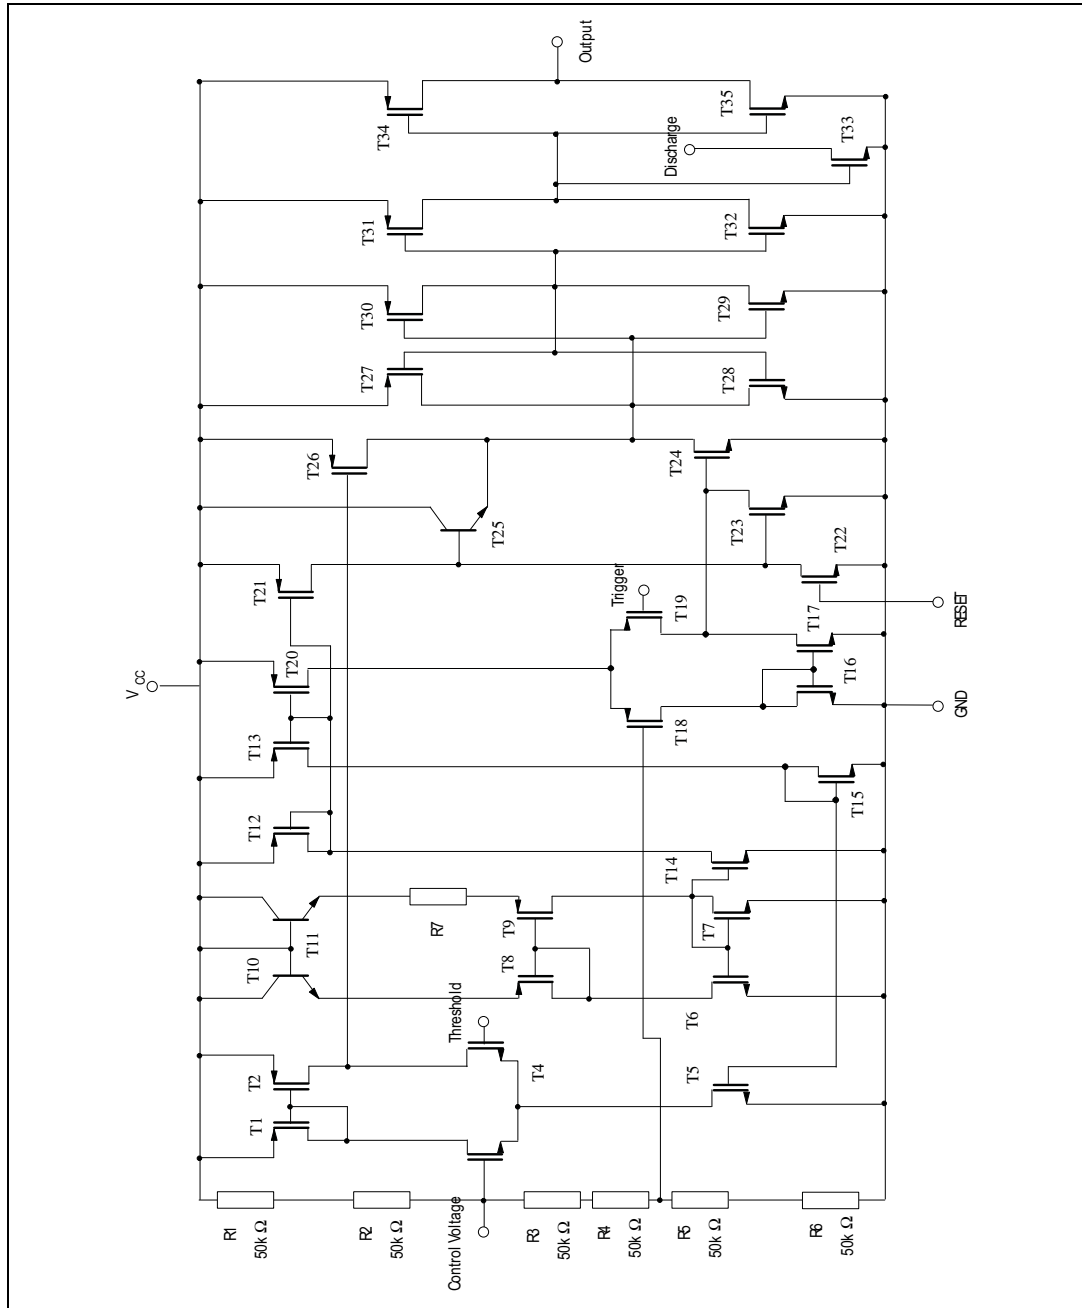 V CC
R1
50k Ω
T1
T2
T10
T11
T12
T13
T20
T21
T26
R2
50k Ω
T27
T30
T31
T34
R7
Control Voltage
Threshold
T8
T9
T25
R3
50k Ω
T4
Output
R4
50k Ω
Trigger
Discharge
T18
T19
T24
R5
50k Ω
T5
T6
T7
T14
T23
T28
T29
T32
T35
R6
50k Ω
T15
T16
T17
T22
T33
GND
RESET